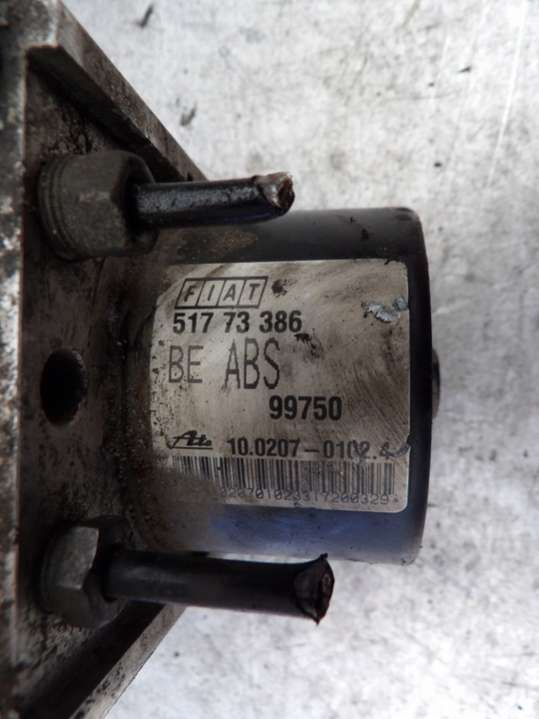 FIAT
517 73 386
BE ABS
99750
Ate 10.0207-0102.4